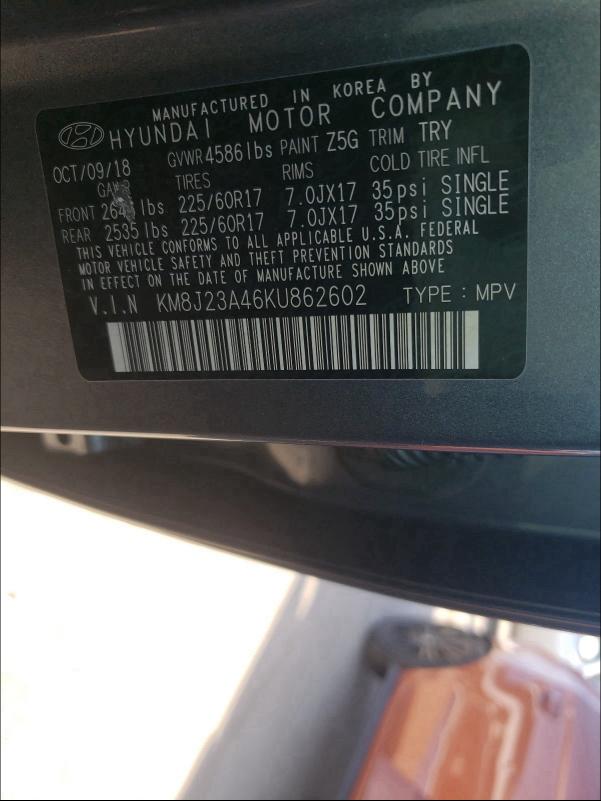 MANUFACTURED IN KOREA BY
HYUNDAI MOTOR COMPANY
OCT/09/18 GVWR 4586lbs PAINT Z5G TRIM TRY
TIRES RIMS COLD TIRE INFL
FRONT lbs 225/60R17 7.0JX17 35psi SINGLE
REAR 2535 lbs 225/60R17 7.0JX17 35psi SINGLE
THIS VEHICLE CONFORMS TO ALL APPLICABLE U.S.A. FEDERAL
MOTOR VEHICLE SAFETY AND THEFT PREVENTION STANDARDS
IN EFFECT ON THE DATE OF MANUFACTURE SHOWN ABOVE
V.I.N KM8J23A46KU862602 TYPE : MPV